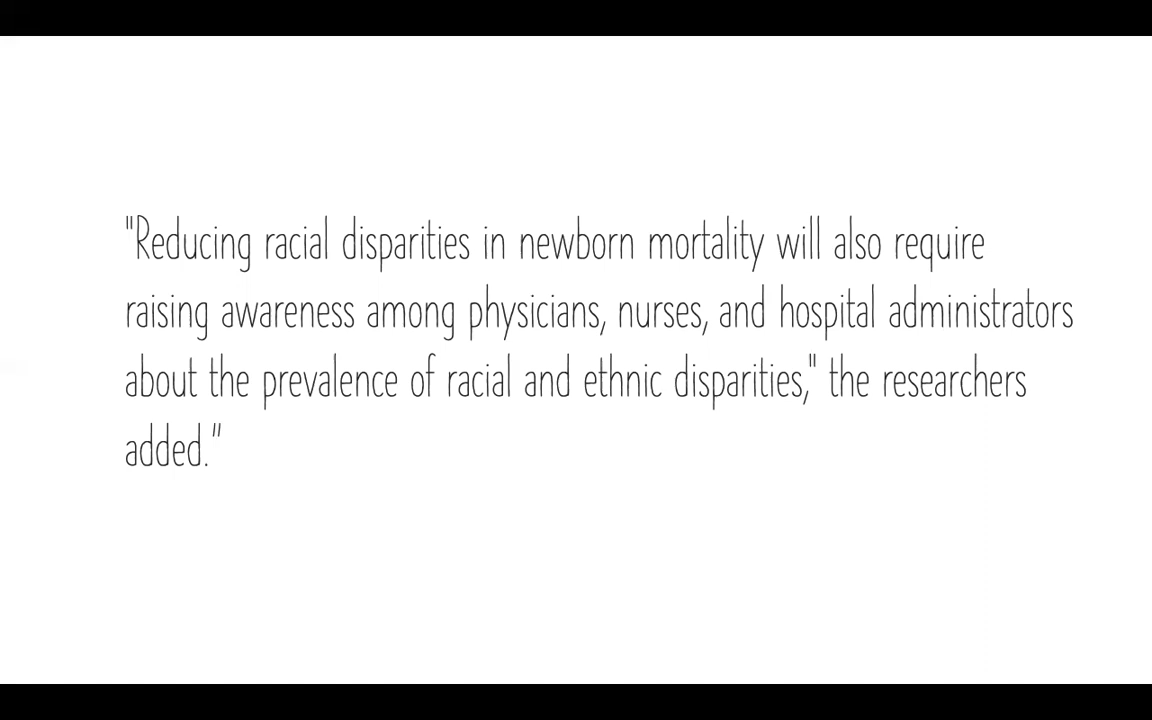 "Reducing racial disparities in newborn mortality will also require
raising awareness among physicians, nurses, and hospital administrators
about the prevalence of racial and ethnic disparities," the researchers
added.”